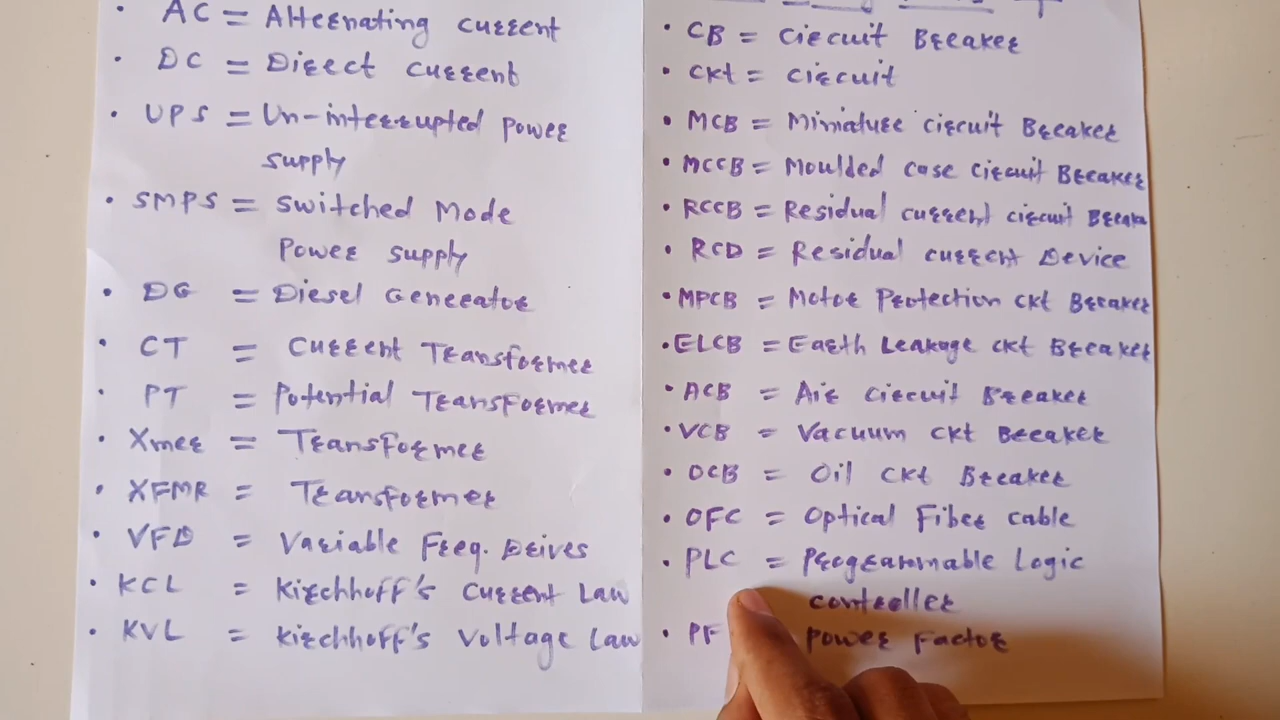 • AC = Alternating current
• DC = Direct current
• UPS = Un-interrupted Power
supply
• SMPS = Switched Mode
Power supply
• DG = Diesel Generator
• CT = Current Transformer
• PT = Potential Transformer
• Xmer = Transformer
• XFMR = Transformer
• VFD = Variable Freq. Drives
• KCL = Kirchhoff's Current Law
• KVL = Kirchhoff's Voltage Law
• CB = Circuit Breaker
• CKt = circuit
• MCB = Miniature circuit Breaker
• MCCB = Moulded case circuit Breaker
• RCCB = Residual current circuit Breake
• RCD = Residual current Device
• MPCB = Motor Protection ckt Breaker
• ELCB = Earth Leakage ckt Breaker
• ACB = Air circuit Breaker
• VCB = Vacuum ckt Breaker
• OCB = Oil ckt Breaker
• OFC = Optical Fiber cable
• PLC = Programmable Logic
controller
• PF Power Factor